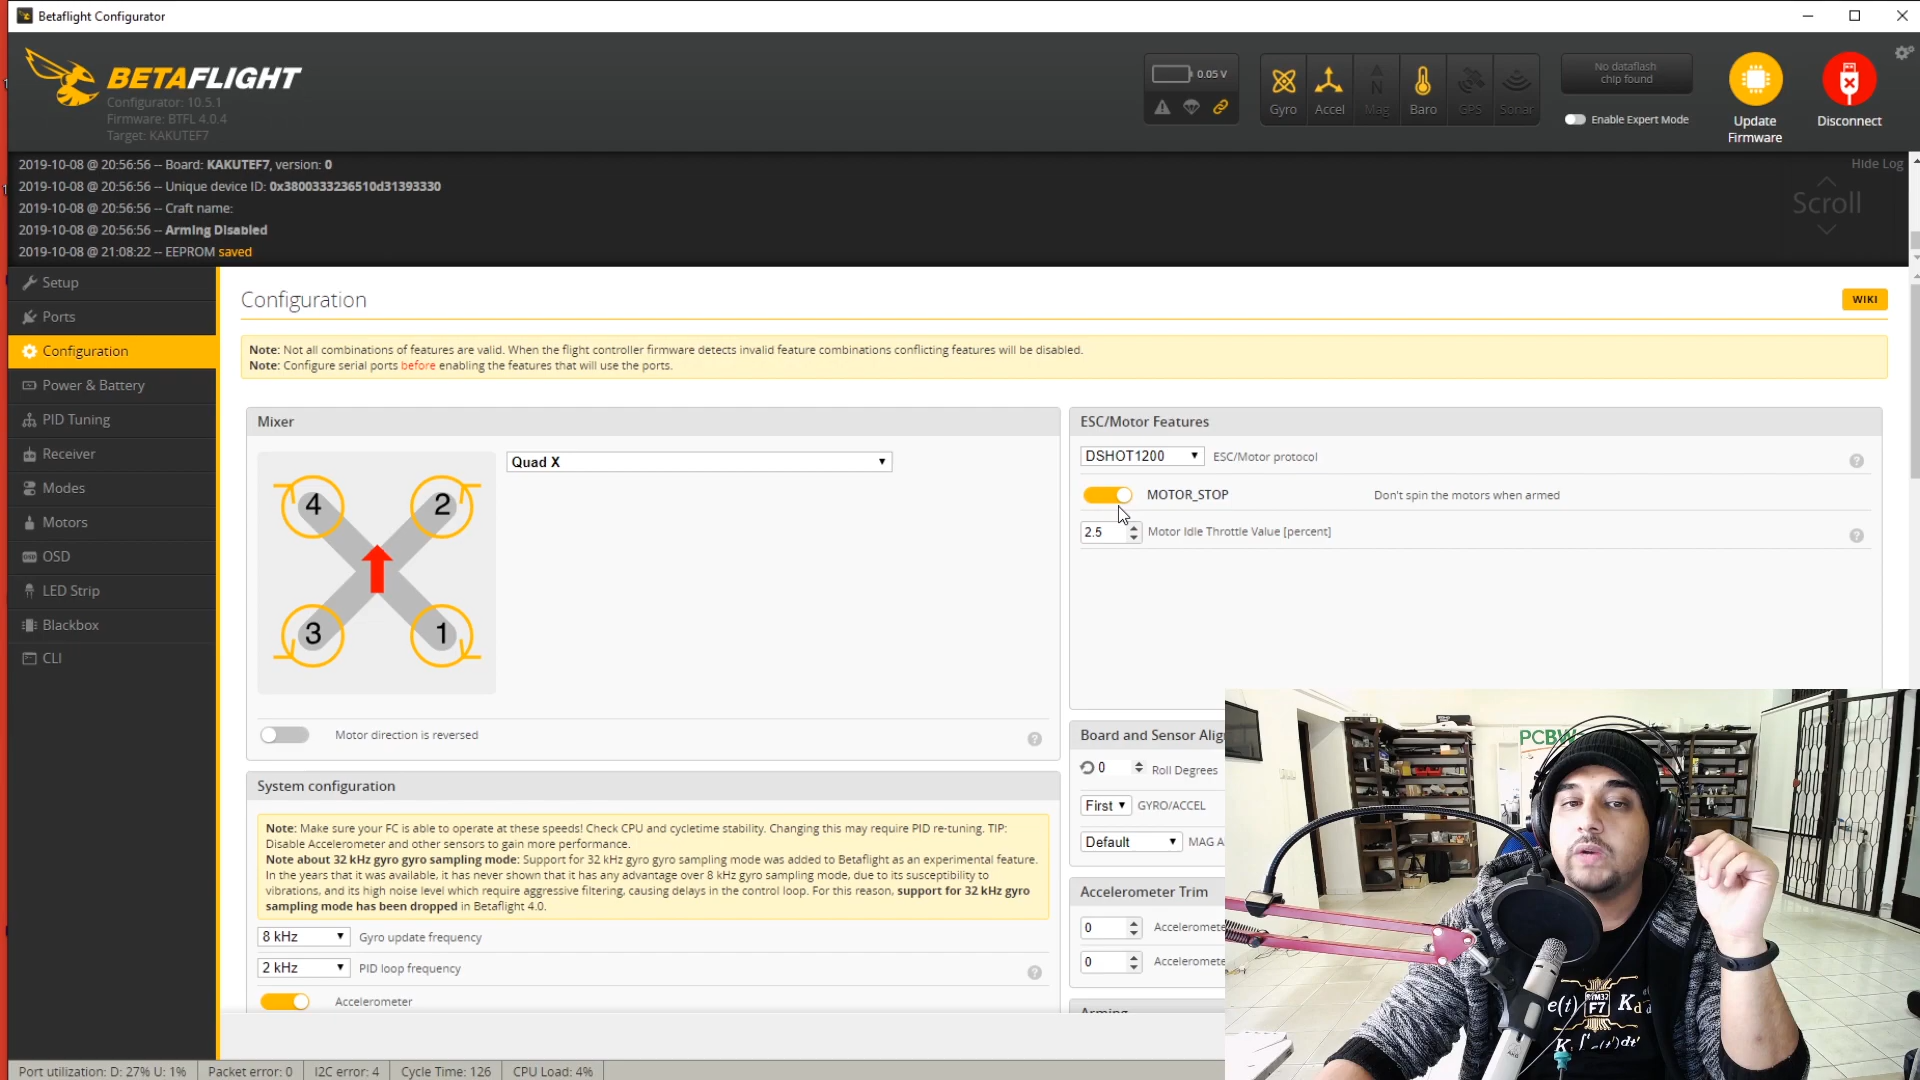 Betaflight Configurator
BETAFLIGHT
Configurator: 10.5.1
Firmware: BTFL 4.0.4
Target: KAKUTEF7
0.05 V
Gyro
Accel
Mag
Baro
GPS
Sonar
No dataflash
chip found
Enable Expert Mode
Update
Firmware
Disconnect
2019-10-08 @ 20:56:56 -- Board: KAKUTEF7, version: 0
2019-10-08 @ 20:56:56 -- Unique device ID: 0x3800333236510d31393330
2019-10-08 @ 20:56:56 -- Craft name:
2019-10-08 @ 20:56:56 -- Arming Disabled
2019-10-08 @ 21:08:22 -- EEPROM saved
Hide Log
Scroll
Setup
Ports
Configuration
Power & Battery
PID Tuning
Receiver
Modes
Motors
OSD
LED Strip
Blackbox
CLI
Configuration
WIKI
Note: Not all combinations of features are valid. When the flight controller firmware detects invalid feature combinations conflicting features will be disabled.
Note: Configure serial ports before enabling the features that will use the ports.
Mixer
Quad X
4
2
3
1
Motor direction is reversed
?
System configuration
Note: Make sure your FC is able to operate at these speeds! Check CPU and cycletime stability. Changing this may require PID re-tuning. TIP:
Disable Accelerometer and other sensors to gain more performance.
Note about 32 kHz gyro gyro sampling mode: Support for 32 kHz gyro gyro sampling mode was added to Betaflight as an experimental feature.
In the years that it was available, it has never shown that it has any advantage over 8 kHz gyro sampling mode, due to its susceptibility to
vibrations, and its high noise level which require aggressive filtering, causing delays in the control loop. For this reason, support for 32 kHz gyro
sampling mode has been dropped in Betaflight 4.0.
8 kHz Gyro update frequency
2 kHz PID loop frequency
?
Accelerometer
ESC/Motor Features
DSHOT1200 ESC/Motor protocol
?
MOTOR_STOP Don't spin the motors when armed
2.5 Motor Idle Throttle Value [percent]
?
Board and Sensor Alig
0 Roll Degrees
First GYRO/ACCEL
Default MAG A
Accelerometer Trim
0 Acceleromete
0 Acceleromete
Arming
PCBW
e(t) STM32 F7 Kd
Port utilization: D: 27% U: 1%
Packet error: 0
I2C error: 4
Cycle Time: 126
CPU Load: 4%